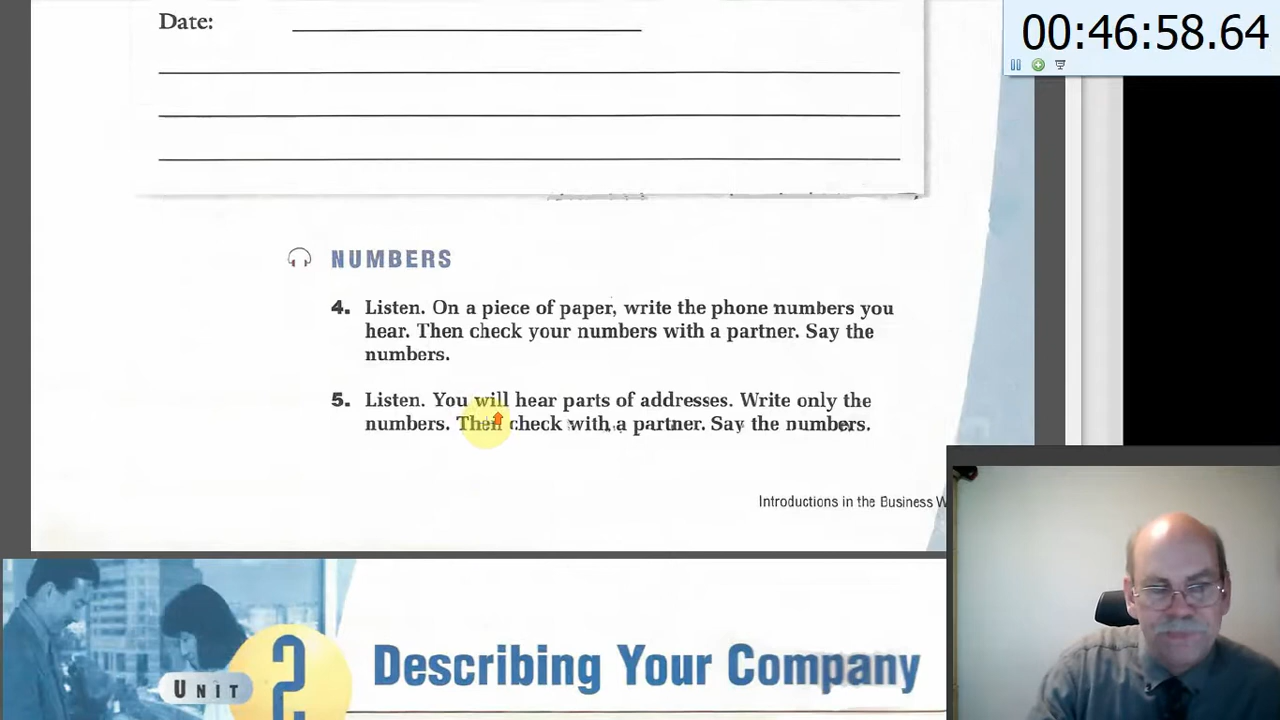 00:46:58.64
Date:
NUMBERS
4. Listen. On a piece of paper, write the phone numbers you
hear. Then check your numbers with a partner. Say the
numbers.
5. Listen. You will hear parts of addresses. Write only the
numbers. Then check with a partner. Say the numbers.
Introductions in the Business W
UNIT 2 Describing Your Company